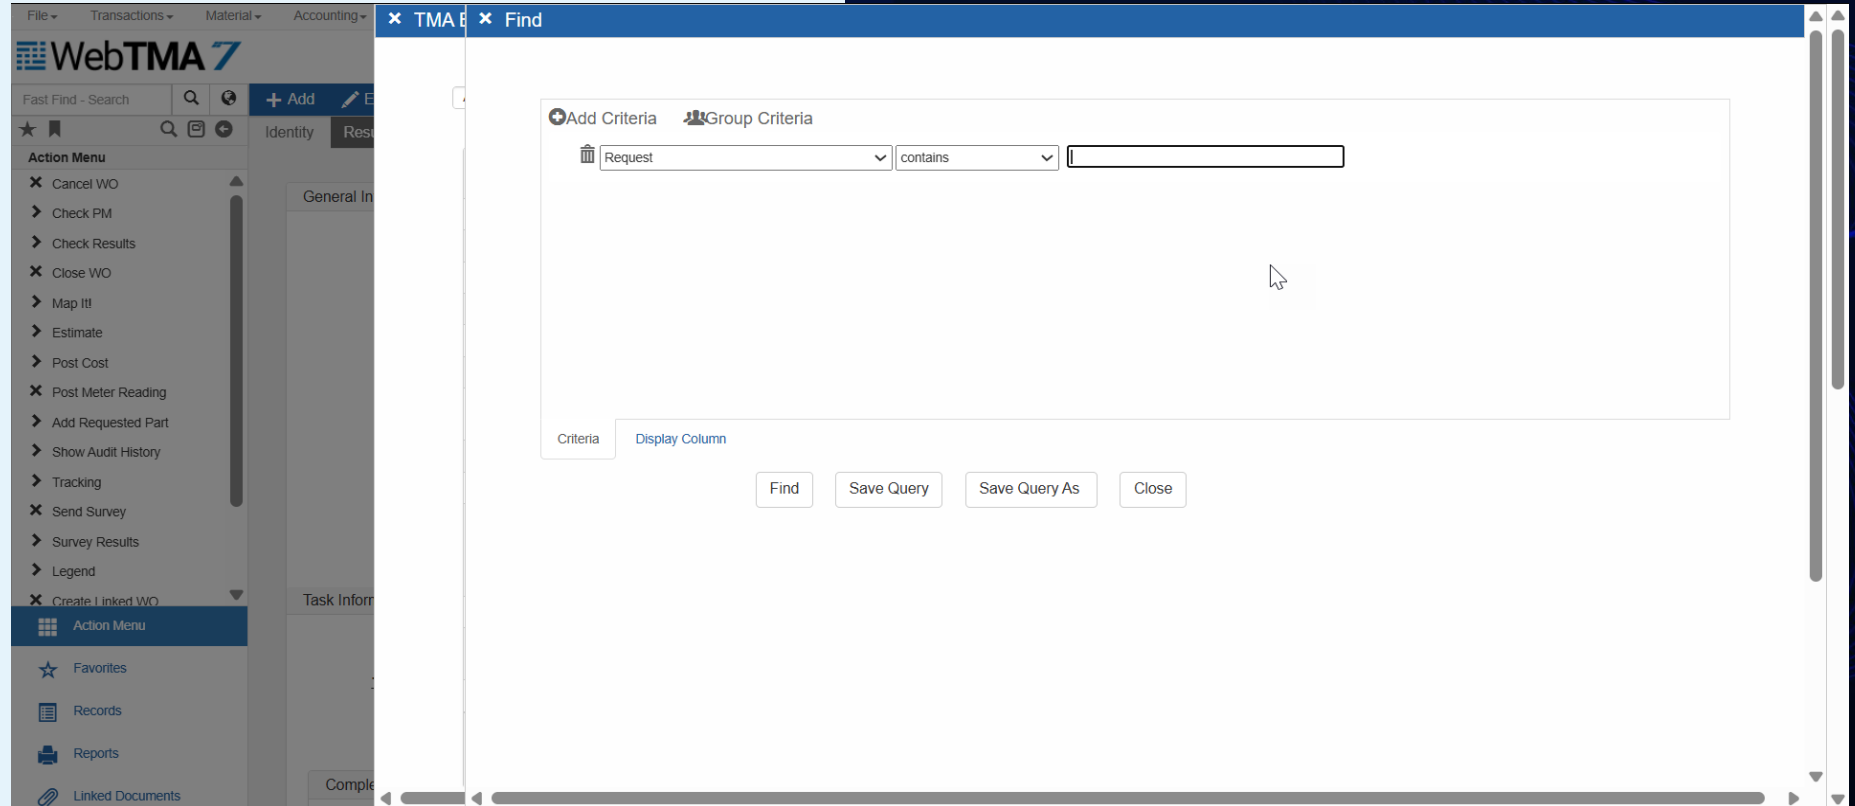 File Transactions Material Accounting
TMA
Find
WebTMA 7
Fast Find - Search
Add
Identity
General In
Action Menu
Cancel WO
Check PM
Check Results
Close WO
Map It!
Estimate
Post Cost
Post Meter Reading
Add Requested Part
Show Audit History
Tracking
Send Survey
Survey Results
Legend
Create Linked WO
Action Menu
Favorites
Records
Reports
Linked Documents
Task Inforr
Comple
Add Criteria Group Criteria
Request contains
Criteria Display Column
Find Save Query Save Query As Close